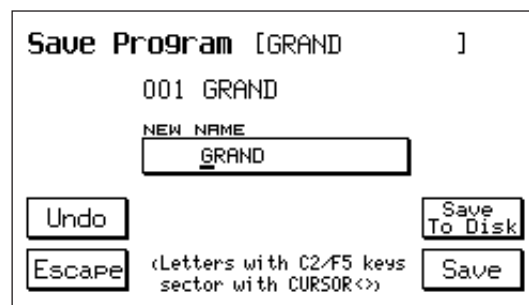 Save Program [GRAND ]
001 GRAND
NEW NAME
GRAND
Undo
Save
To Disk
Escape
(Letters with C2/F5 keys
sector with CURSOR<>)
Save